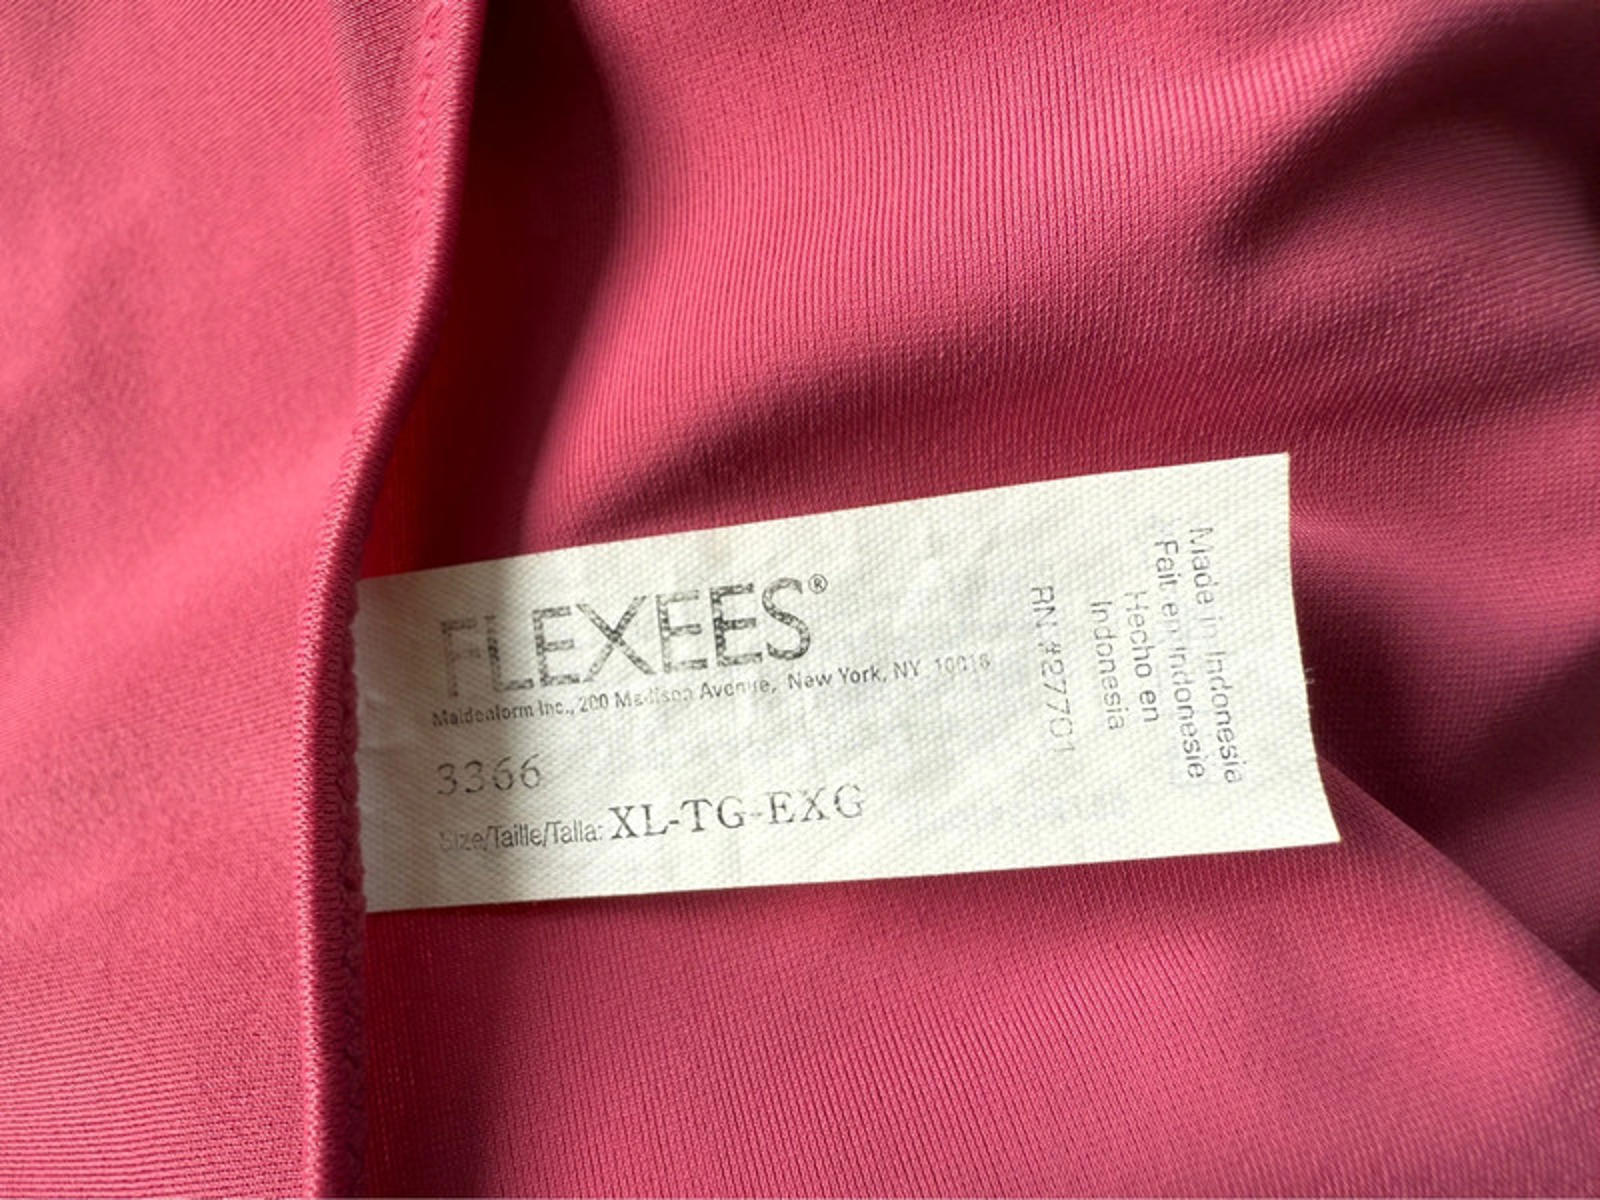 FLEXEES®
Maidenform Inc., 200 Madison Avenue, New York, NY 10016
3366
Size/Taille/Talla: XL-TG-EXG
RN #27701
Made in Indonesia
Fait en Indonesie
Hecho en
Indonesia